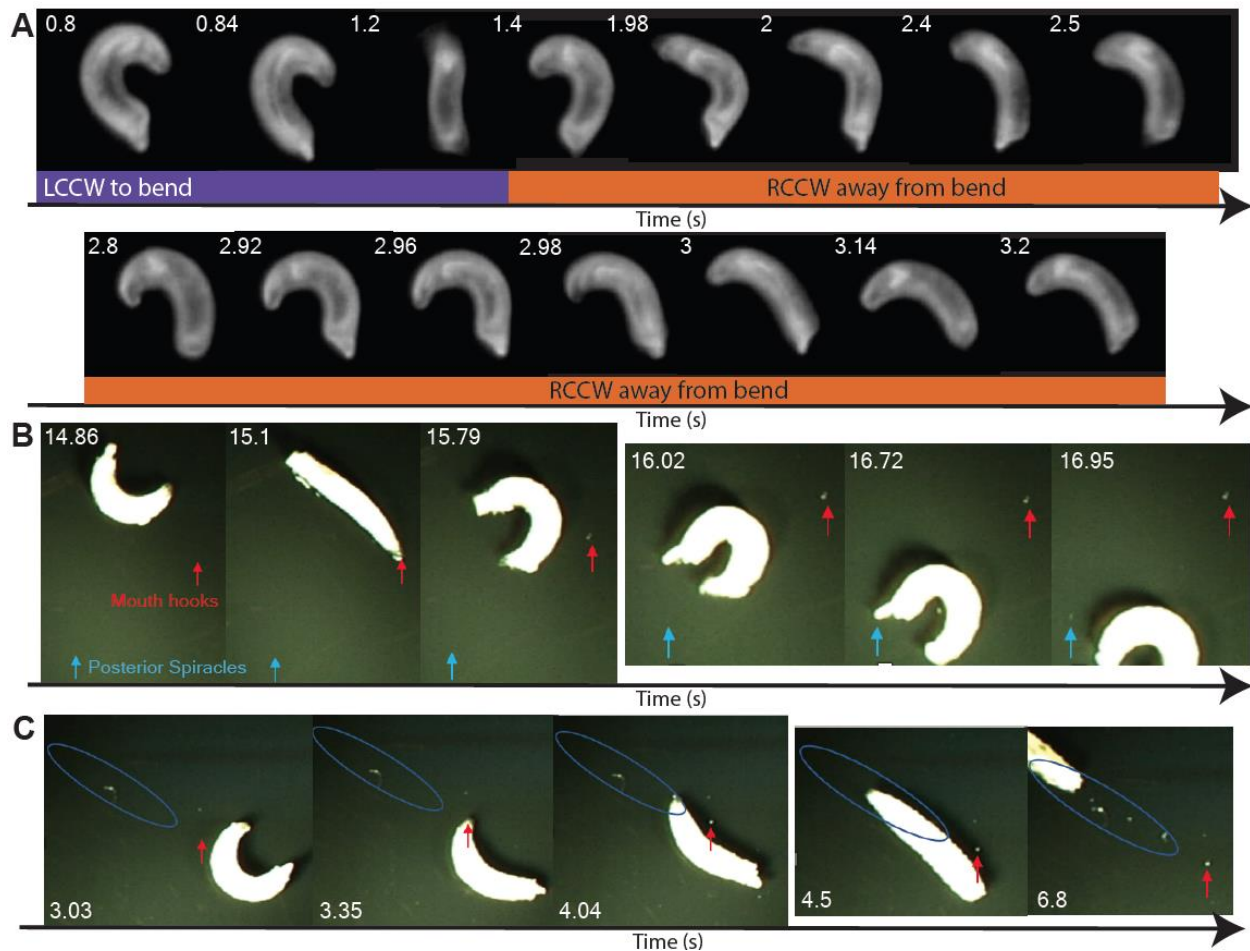 A
0.8 0.84 1.2 1.4 1.98 2 2.4 2.5
LCCW to bend RCCW away from bend
Time (s)
2.8 2.92 2.96 2.98 3 3.14 3.2
RCCW away from bend
Time (s)
B
14.86 15.1 15.79 16.02 16.72 16.95
Mouth hooks
Posterior Spiracles
Time (s)
C
3.03 3.35 4.04 4.5 6.8
Time (s)